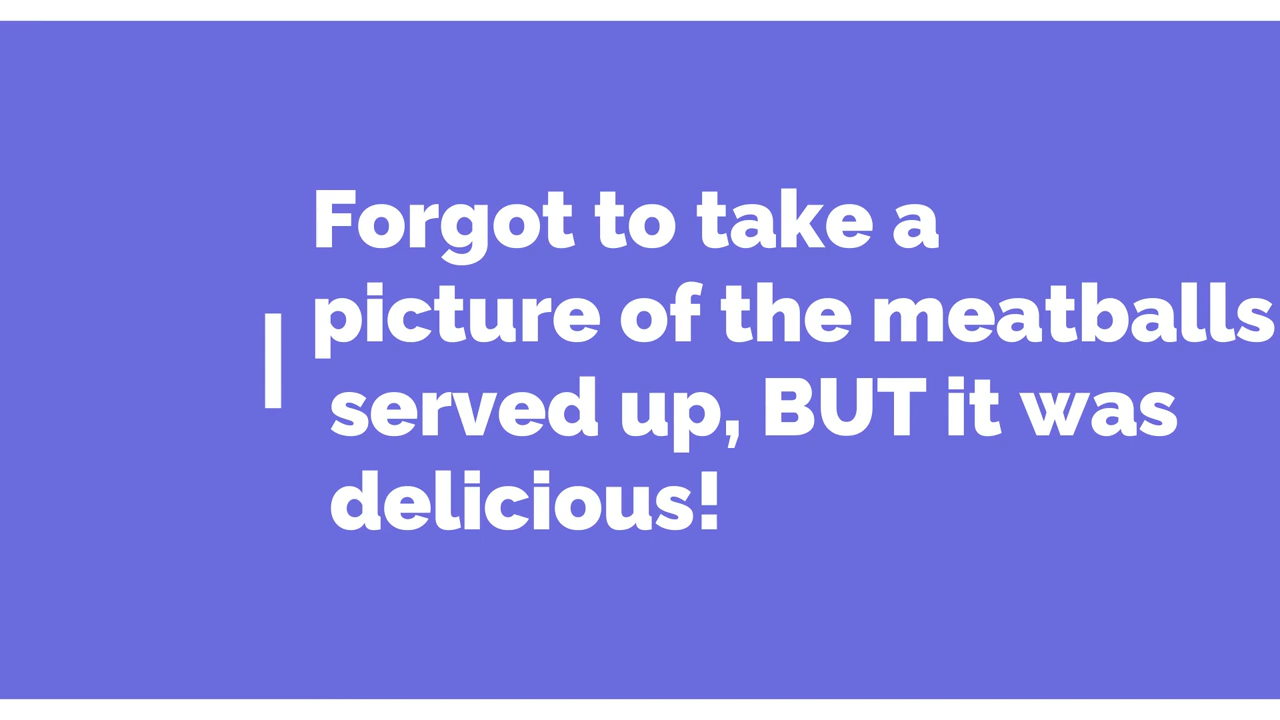 Forgot to take a
picture of the meatballs
served up, BUT it was
delicious!